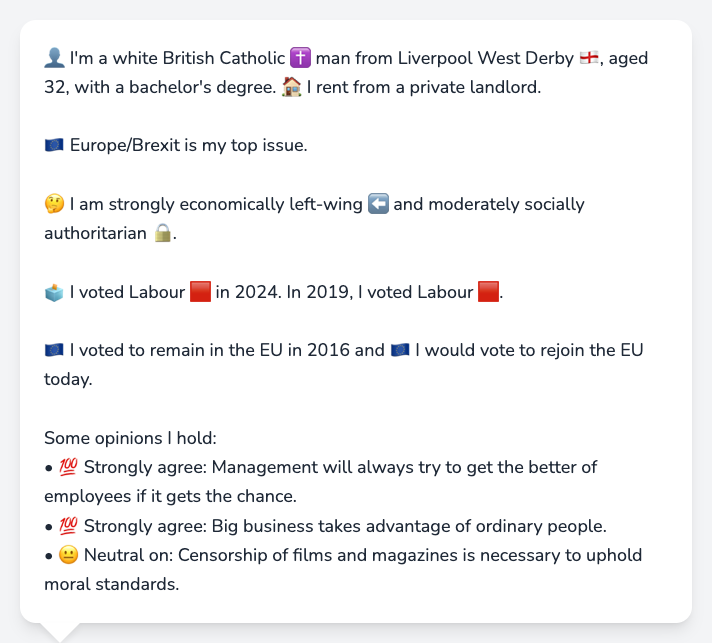 👤 I'm a white British Catholic ✝️ man from Liverpool West Derby 🏴󠁧󠁢󠁥󠁮󠁧󠁿, aged
32, with a bachelor's degree. 🏠 I rent from a private landlord.
🇪🇺 Europe/Brexit is my top issue.
🤔 I am strongly economically left-wing ⬅️ and moderately socially
authoritarian 🔒.
🗳️ I voted Labour 🟥 in 2024. In 2019, I voted Labour 🟥.
🇪🇺 I voted to remain in the EU in 2016 and 🇪🇺 I would vote to rejoin the EU
today.
Some opinions I hold:
• 💯 Strongly agree: Management will always try to get the better of
employees if it gets the chance.
• 💯 Strongly agree: Big business takes advantage of ordinary people.
• 😐 Neutral on: Censorship of films and magazines is necessary to uphold
moral standards.